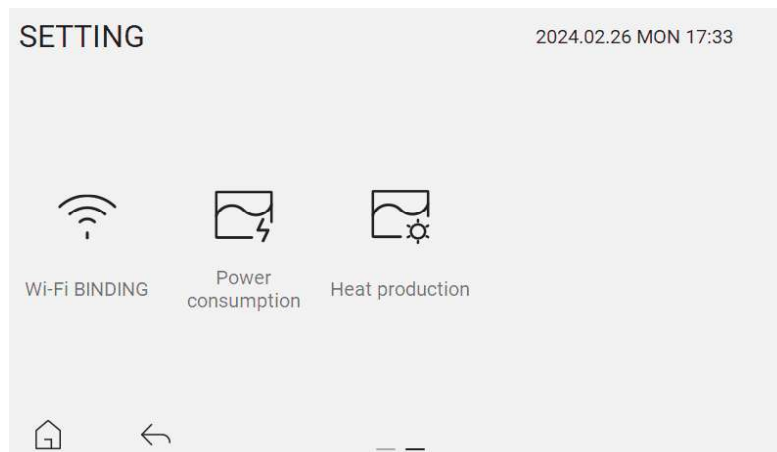 SETTING
2024.02.26 MON 17:33
Wi-Fi BINDING
Power
consumption
Heat production